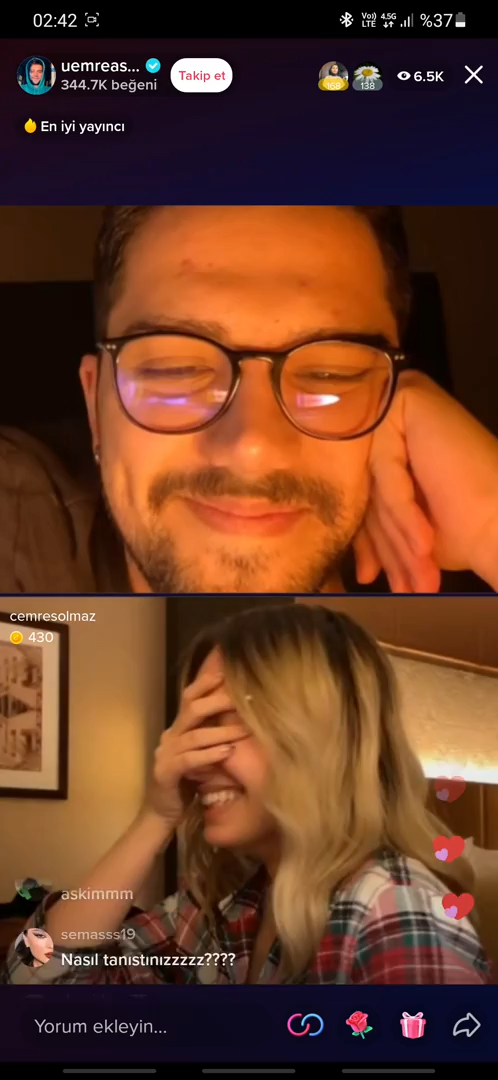 02:42
Vo)) LTE 4.5G %37
uemreas...
344.7K beğeni
Takip et
168
138
6.5K
En iyi yayıncı
cemresolmaz
430
askimmm
semasss19
Nasıl tanıstınızzzzz????
Yorum ekleyin...